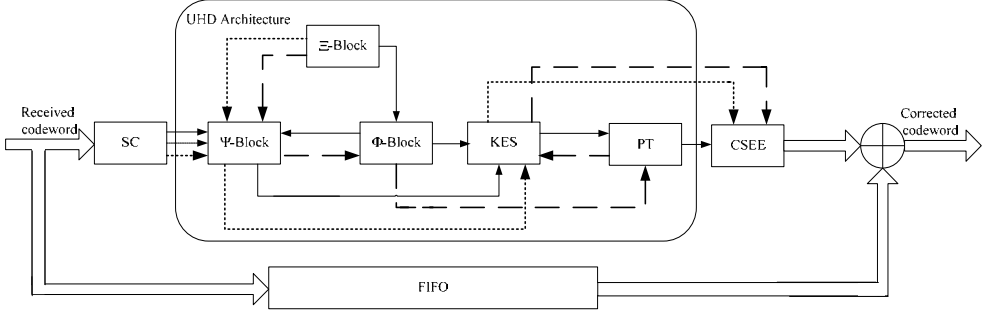 UHD Architecture
Ξ-Block
Received
codeword
Corrected
codeword
SC
Ψ-Block
Φ-Block
KES
PT
CSEE
FIFO